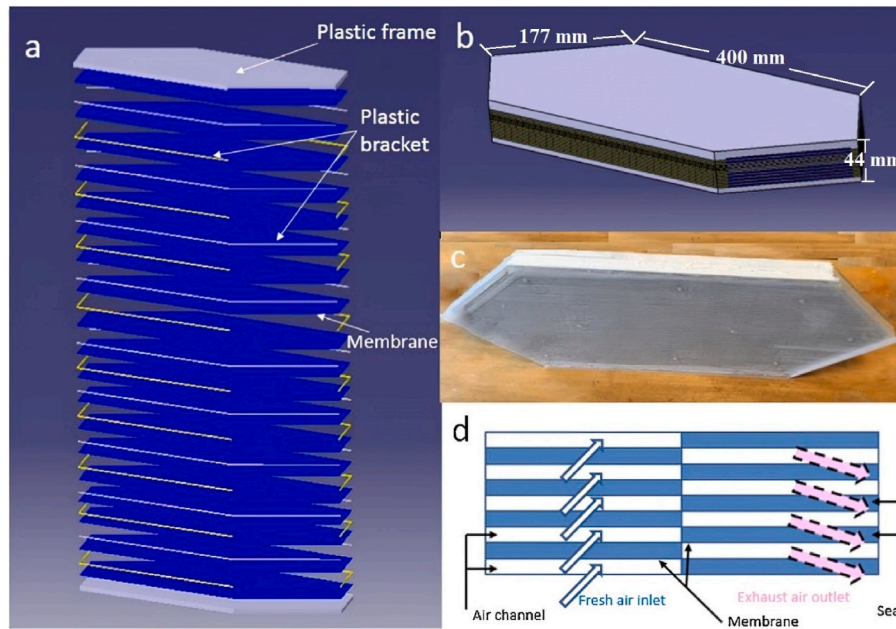 a
Plastic frame
Plastic
bracket
Membrane
b
177 mm
400 mm
44 mm
c
d
Air channel
Fresh air inlet
Membrane
Exhaust air outlet